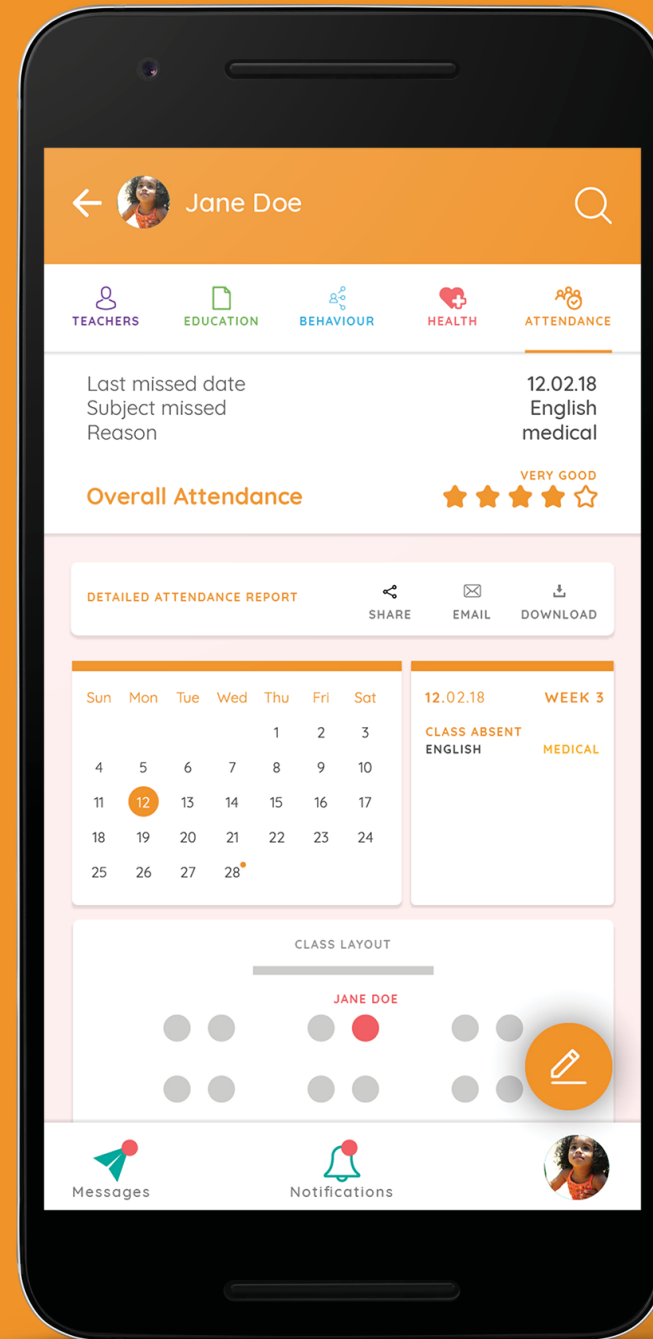 Jane Doe
TEACHERS EDUCATION BEHAVIOUR HEALTH ATTENDANCE
Last missed date 12.02.18
Subject missed English
Reason medical
VERY GOOD
Overall Attendance
DETAILED ATTENDANCE REPORT SHARE EMAIL DOWNLOAD
Sun Mon Tue Wed Thu Fri Sat
1 2 3
4 5 6 7 8 9 10
11 12 13 14 15 16 17
18 19 20 21 22 23 24
25 26 27 28
12.02.18 WEEK 3
CLASS ABSENT
ENGLISH MEDICAL
CLASS LAYOUT
JANE DOE
Messages Notifications